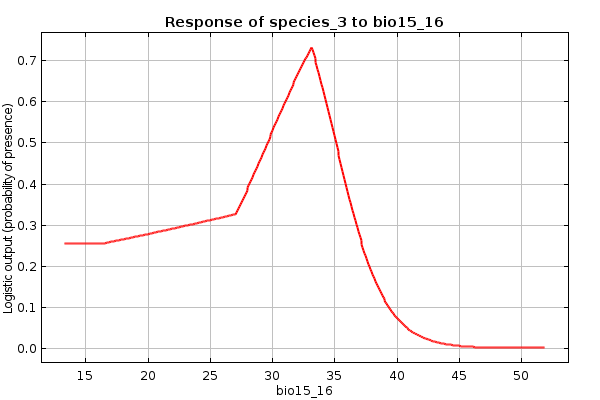 Response of species_3 to bio15_16
Logistic output (probability of presence)
0.7
0.6
0.5
0.4
0.3
0.2
0.1
0.0
15 20 25 30 35 40 45 50
bio15_16